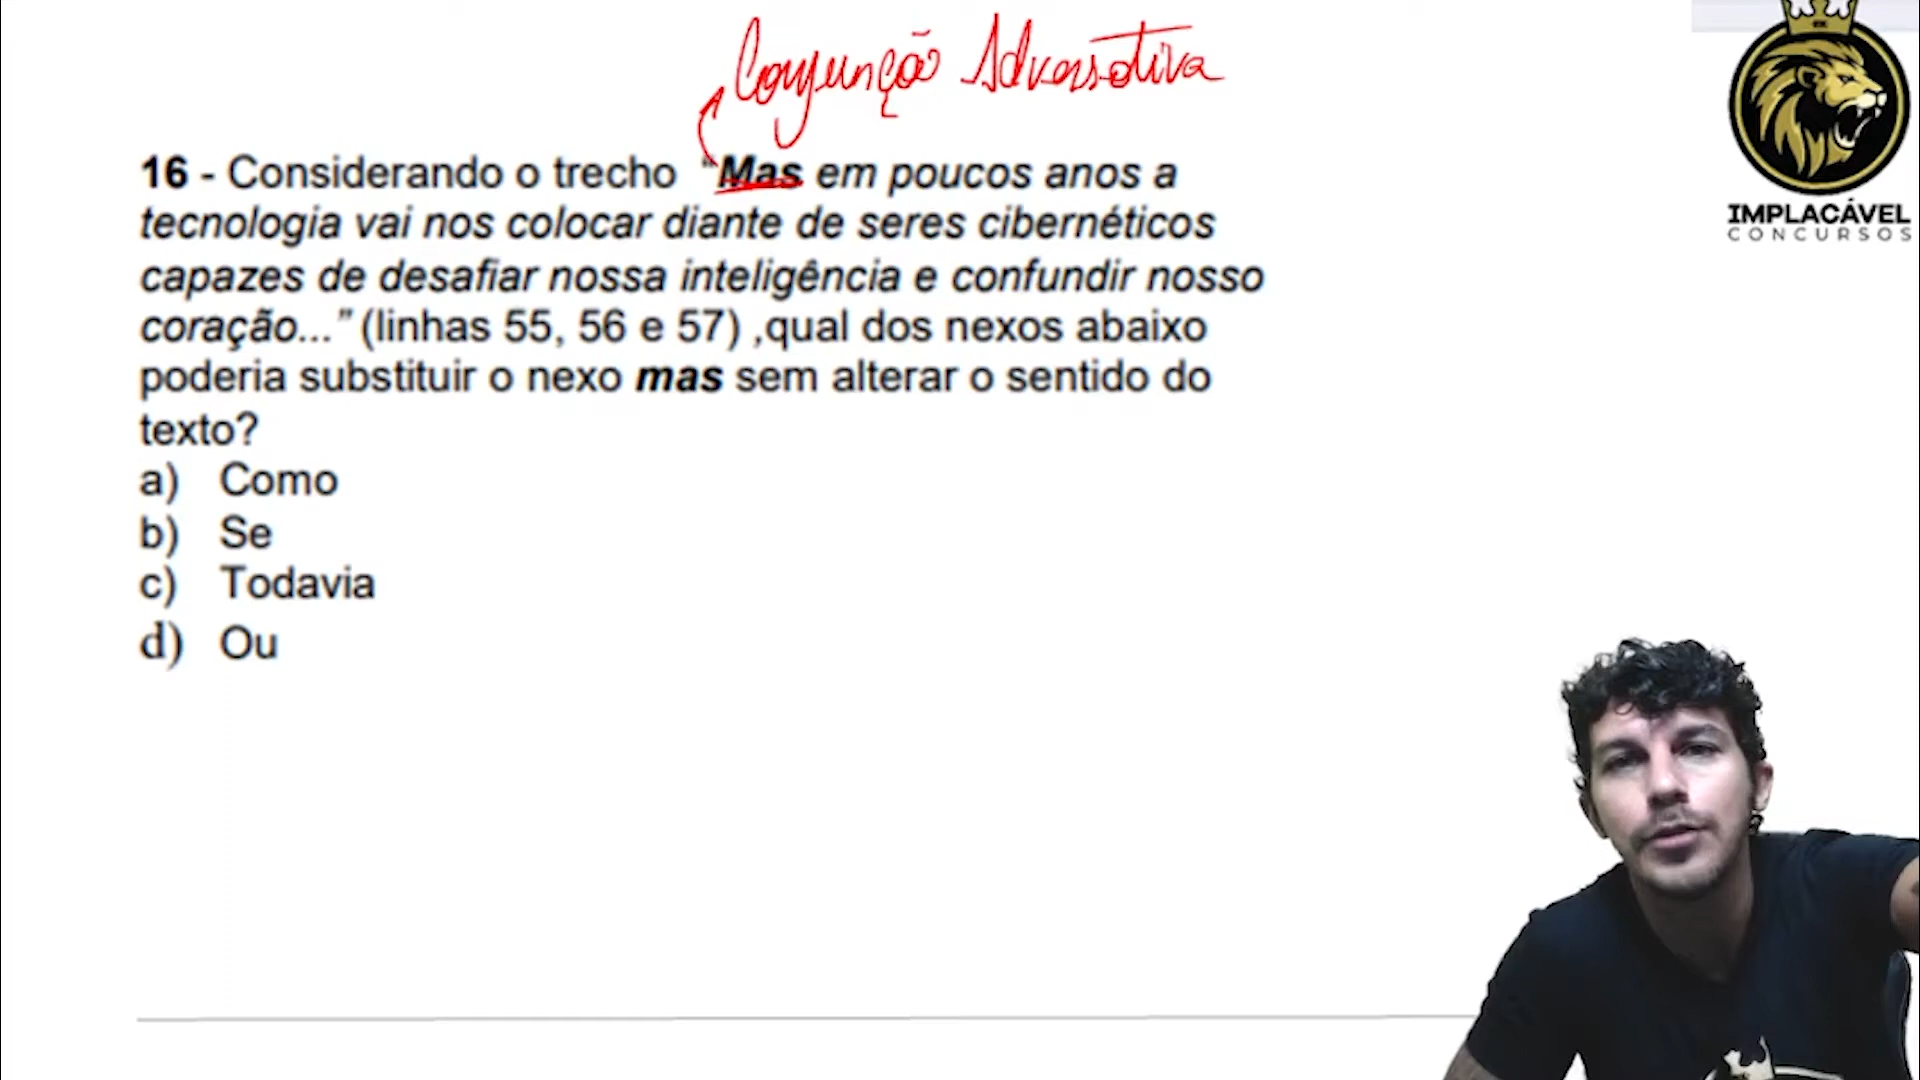 Conjunção Adversativa
16 - Considerando o trecho “Mas em poucos anos a
tecnologia vai nos colocar diante de seres cibernéticos
capazes de desafiar nossa inteligência e confundir nosso
coração...” (linhas 55, 56 e 57) ,qual dos nexos abaixo
poderia substituir o nexo mas sem alterar o sentido do
texto?
a) Como
b) Se
c) Todavia
d) Ou
IMPLACÁVEL
CONCURSOS